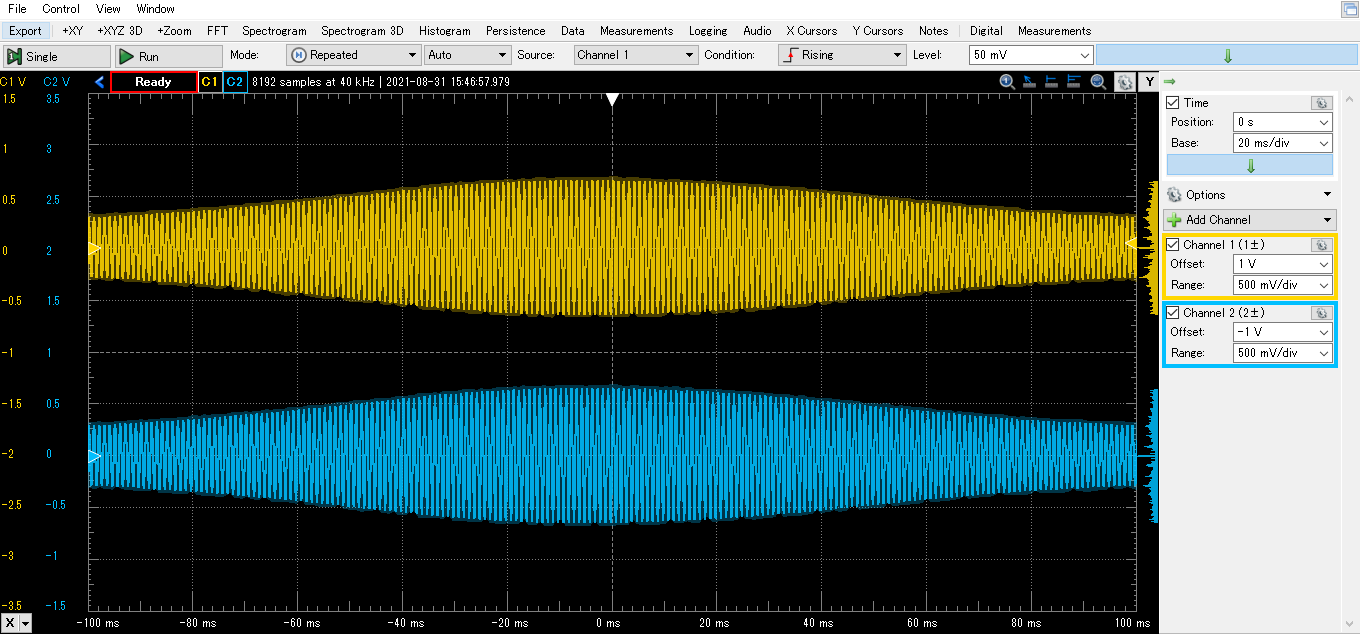 File Control View Window
Export +XY +XYZ 3D +Zoom FFT Spectrogram Spectrogram 3D Histogram Persistence Data Measurements Logging Audio X Cursors Y Cursors Notes Digital Measurements
Single Run Mode: Repeated Auto Source: Channel 1 Condition: Rising Level: 50 mV
C1 V C2 V Ready C1 C2 8192 samples at 40 kHz | 2021-08-31 15:46:57.979 Y
1.5 3.5
1 3
0.5 2.5
0 2
-0.5 1.5
-1 1
-1.5 0.5
-2 0
-2.5 -0.5
-3 -1
-3.5 -1.5
X -100 ms -80 ms -60 ms -40 ms -20 ms 0 ms 20 ms 40 ms 60 ms 80 ms 100 ms
Time
Position: 0 s
Base: 20 ms/div
Options
Add Channel
Channel 1 (1±)
Offset: 1 V
Range: 500 mV/div
Channel 2 (2±)
Offset: -1 V
Range: 500 mV/div